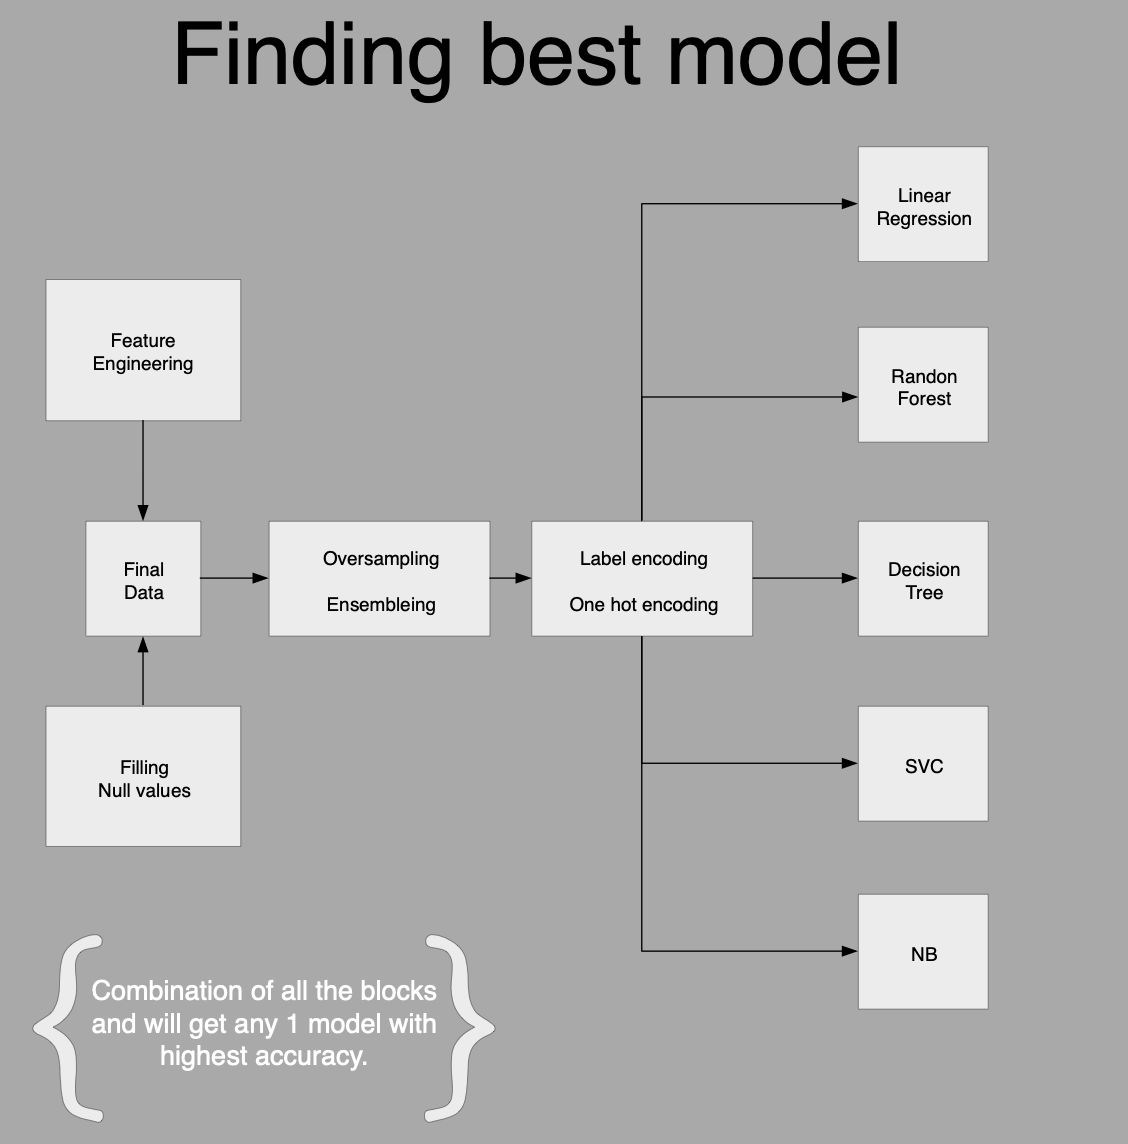 Finding best model
Linear
Regression
Feature
Engineering
Randon
Forest
Final
Data
Oversampling
Ensembleing
Label encoding
One hot encoding
Decision
Tree
Filling
Null values
SVC
NB
Combination of all the blocks
and will get any 1 model with
highest accuracy.